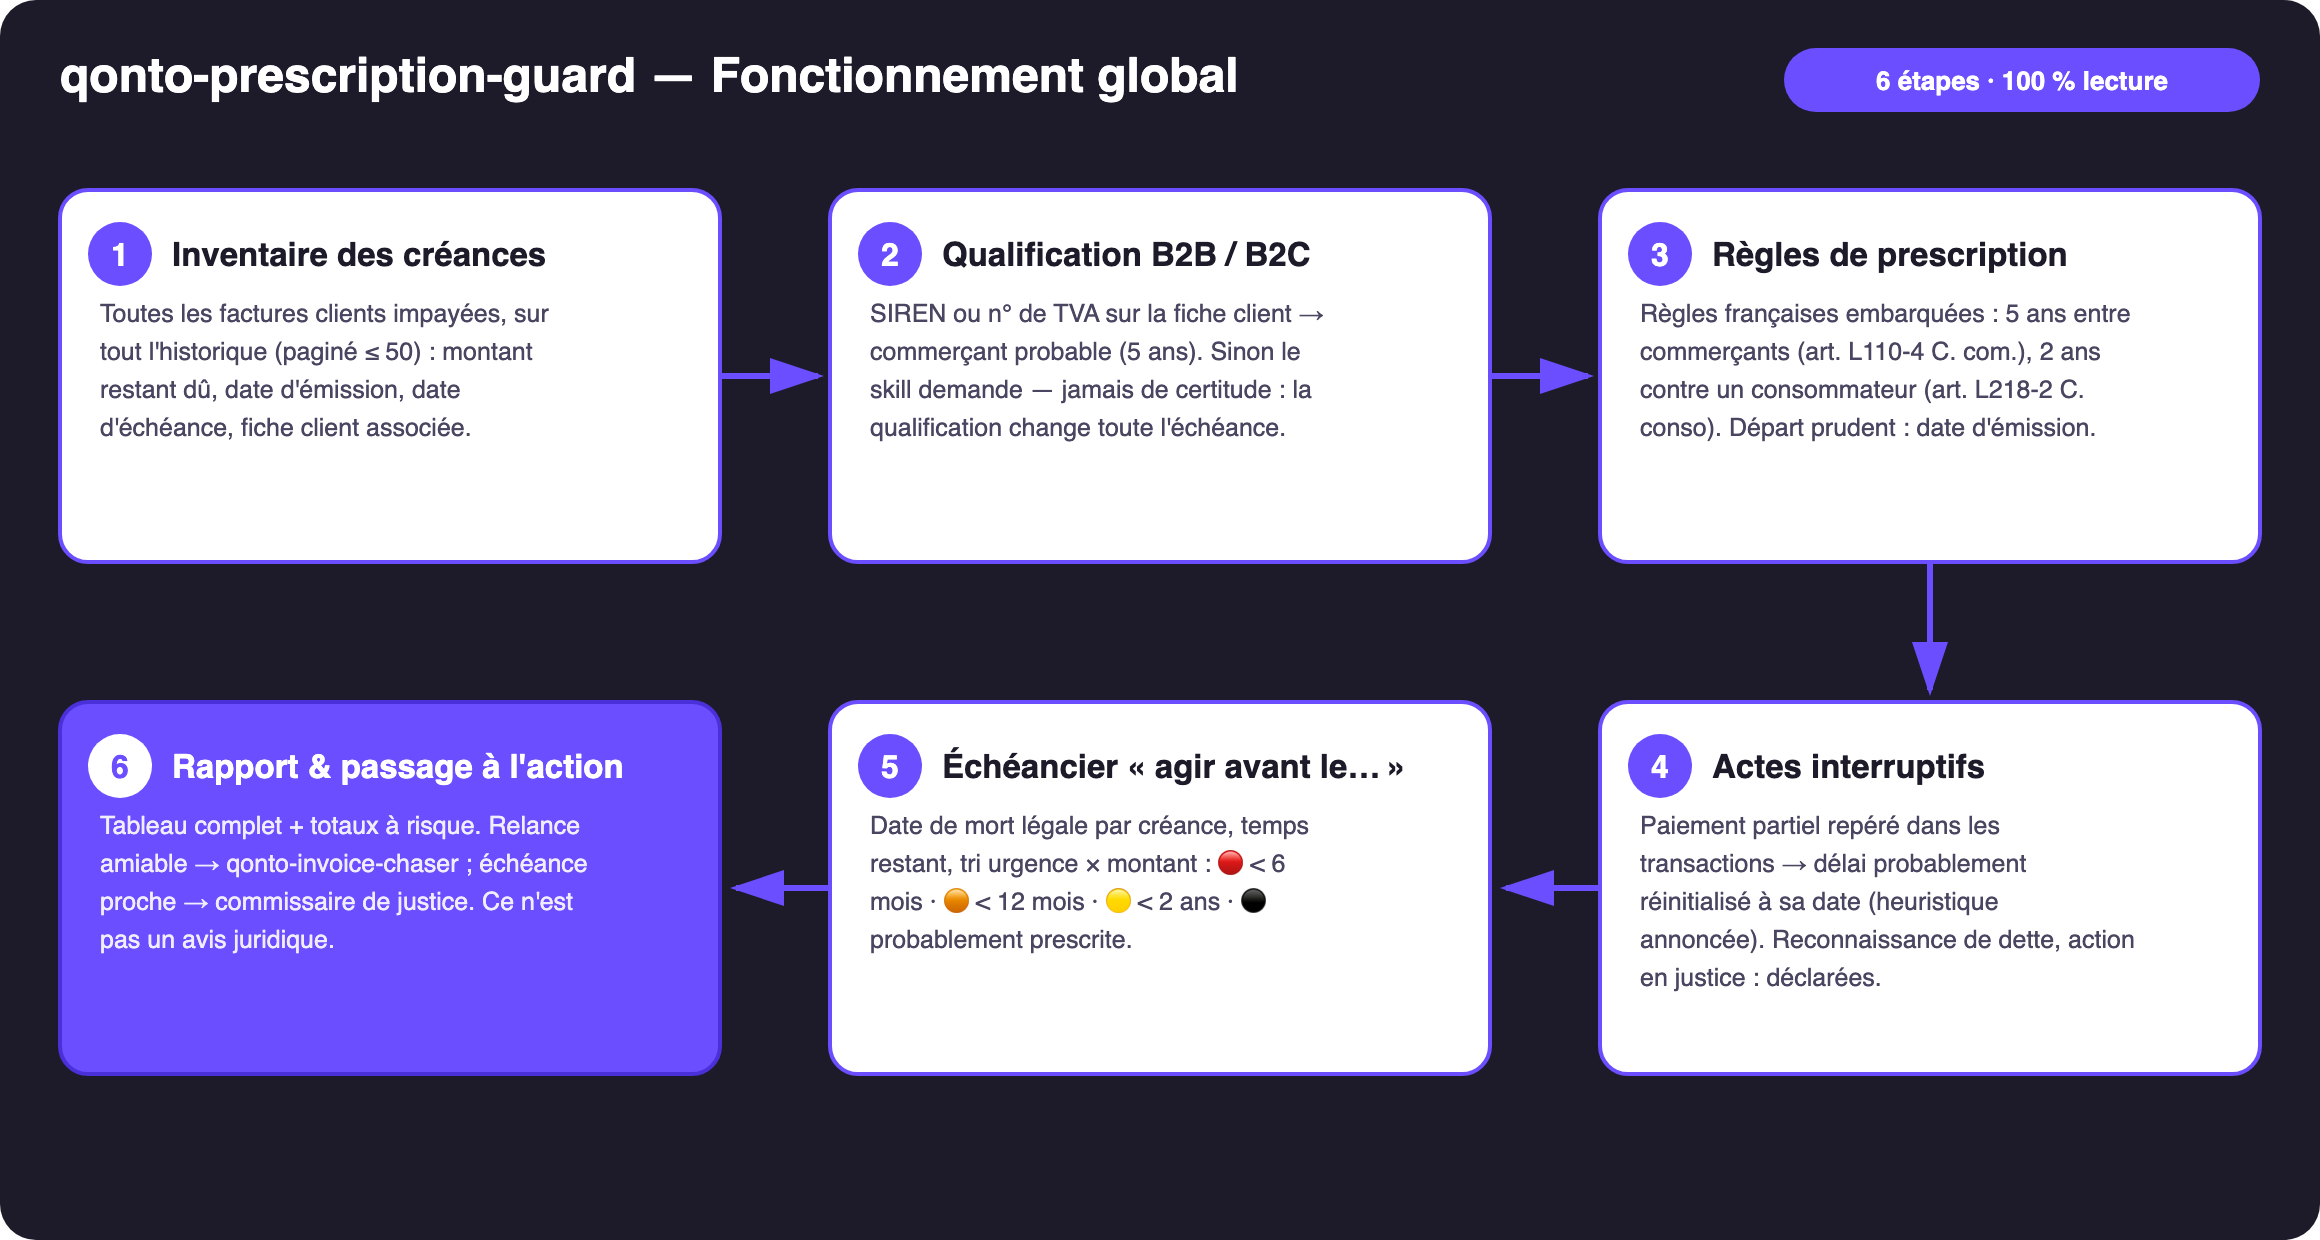 qonto-prescription-guard — Fonctionnement global
6 étapes · 100 % lecture
1
Inventaire des créances
Toutes les factures clients impayées, sur
tout l'historique (paginé ≤ 50) : montant
restant dû, date d'émission, date
d'échéance, fiche client associée.
2
Qualification B2B / B2C
SIREN ou n° de TVA sur la fiche client →
commerçant probable (5 ans). Sinon le
skill demande — jamais de certitude : la
qualification change toute l'échéance.
3
Règles de prescription
Règles françaises embarquées : 5 ans entre
commerçants (art. L110-4 C. com.), 2 ans
contre un consommateur (art. L218-2 C.
conso). Départ prudent : date d'émission.
4
Actes interruptifs
Paiement partiel repéré dans les
transactions → délai probablement
réinitialisé à sa date (heuristique
annoncée). Reconnaissance de dette, action
en justice : déclarées.
5
Échéancier « agir avant le… »
Date de mort légale par créance, temps
restant, tri urgence × montant : 🔴 < 6
mois · 🟠 < 12 mois · 🟡 < 2 ans · ⚫
probablement prescrite.
6
Rapport & passage à l'action
Tableau complet + totaux à risque. Relance
amiable → qonto-invoice-chaser ; échéance
proche → commissaire de justice. Ce n'est
pas un avis juridique.